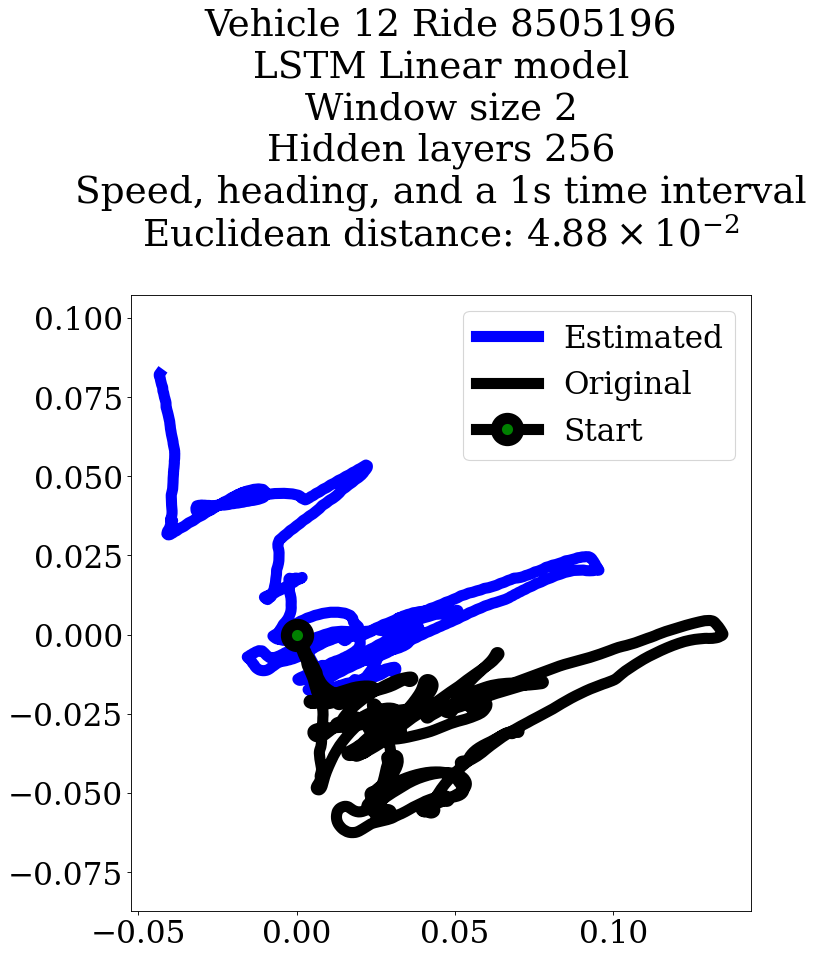 Vehicle 12 Ride 8505196
LSTM Linear model
Window size 2
Hidden layers 256
Speed, heading, and a 1s time interval
Euclidean distance: 4.88 × 10⁻²
Estimated
Original
Start
0.100
0.075
0.050
0.025
0.000
−0.025
−0.050
−0.075
−0.05 0.00 0.05 0.10